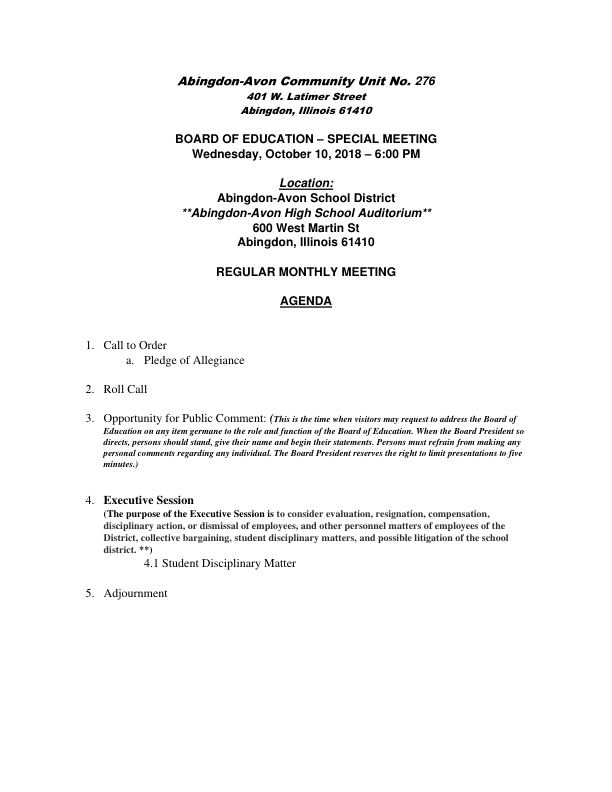 Abingdon-Avon Community Unit No. 276
401 W. Latimer Street
Abingdon, Illinois 61410
BOARD OF EDUCATION – SPECIAL MEETING
Wednesday, October 10, 2018 – 6:00 PM
Location:
Abingdon-Avon School District
**Abingdon-Avon High School Auditorium**
600 West Martin St
Abingdon, Illinois 61410
REGULAR MONTHLY MEETING
AGENDA
1. Call to Order
a. Pledge of Allegiance
2. Roll Call
3. Opportunity for Public Comment: (This is the time when visitors may request to address the Board of
Education on any item germane to the role and function of the Board of Education. When the Board President so
directs, persons should stand, give their name and begin their statements. Persons must refrain from making any
personal comments regarding any individual. The Board President reserves the right to limit presentations to five
minutes.)
4. Executive Session
(The purpose of the Executive Session is to consider evaluation, resignation, compensation,
disciplinary action, or dismissal of employees, and other personnel matters of employees of the
District, collective bargaining, student disciplinary matters, and possible litigation of the school
district. **)
4.1 Student Disciplinary Matter
5. Adjournment